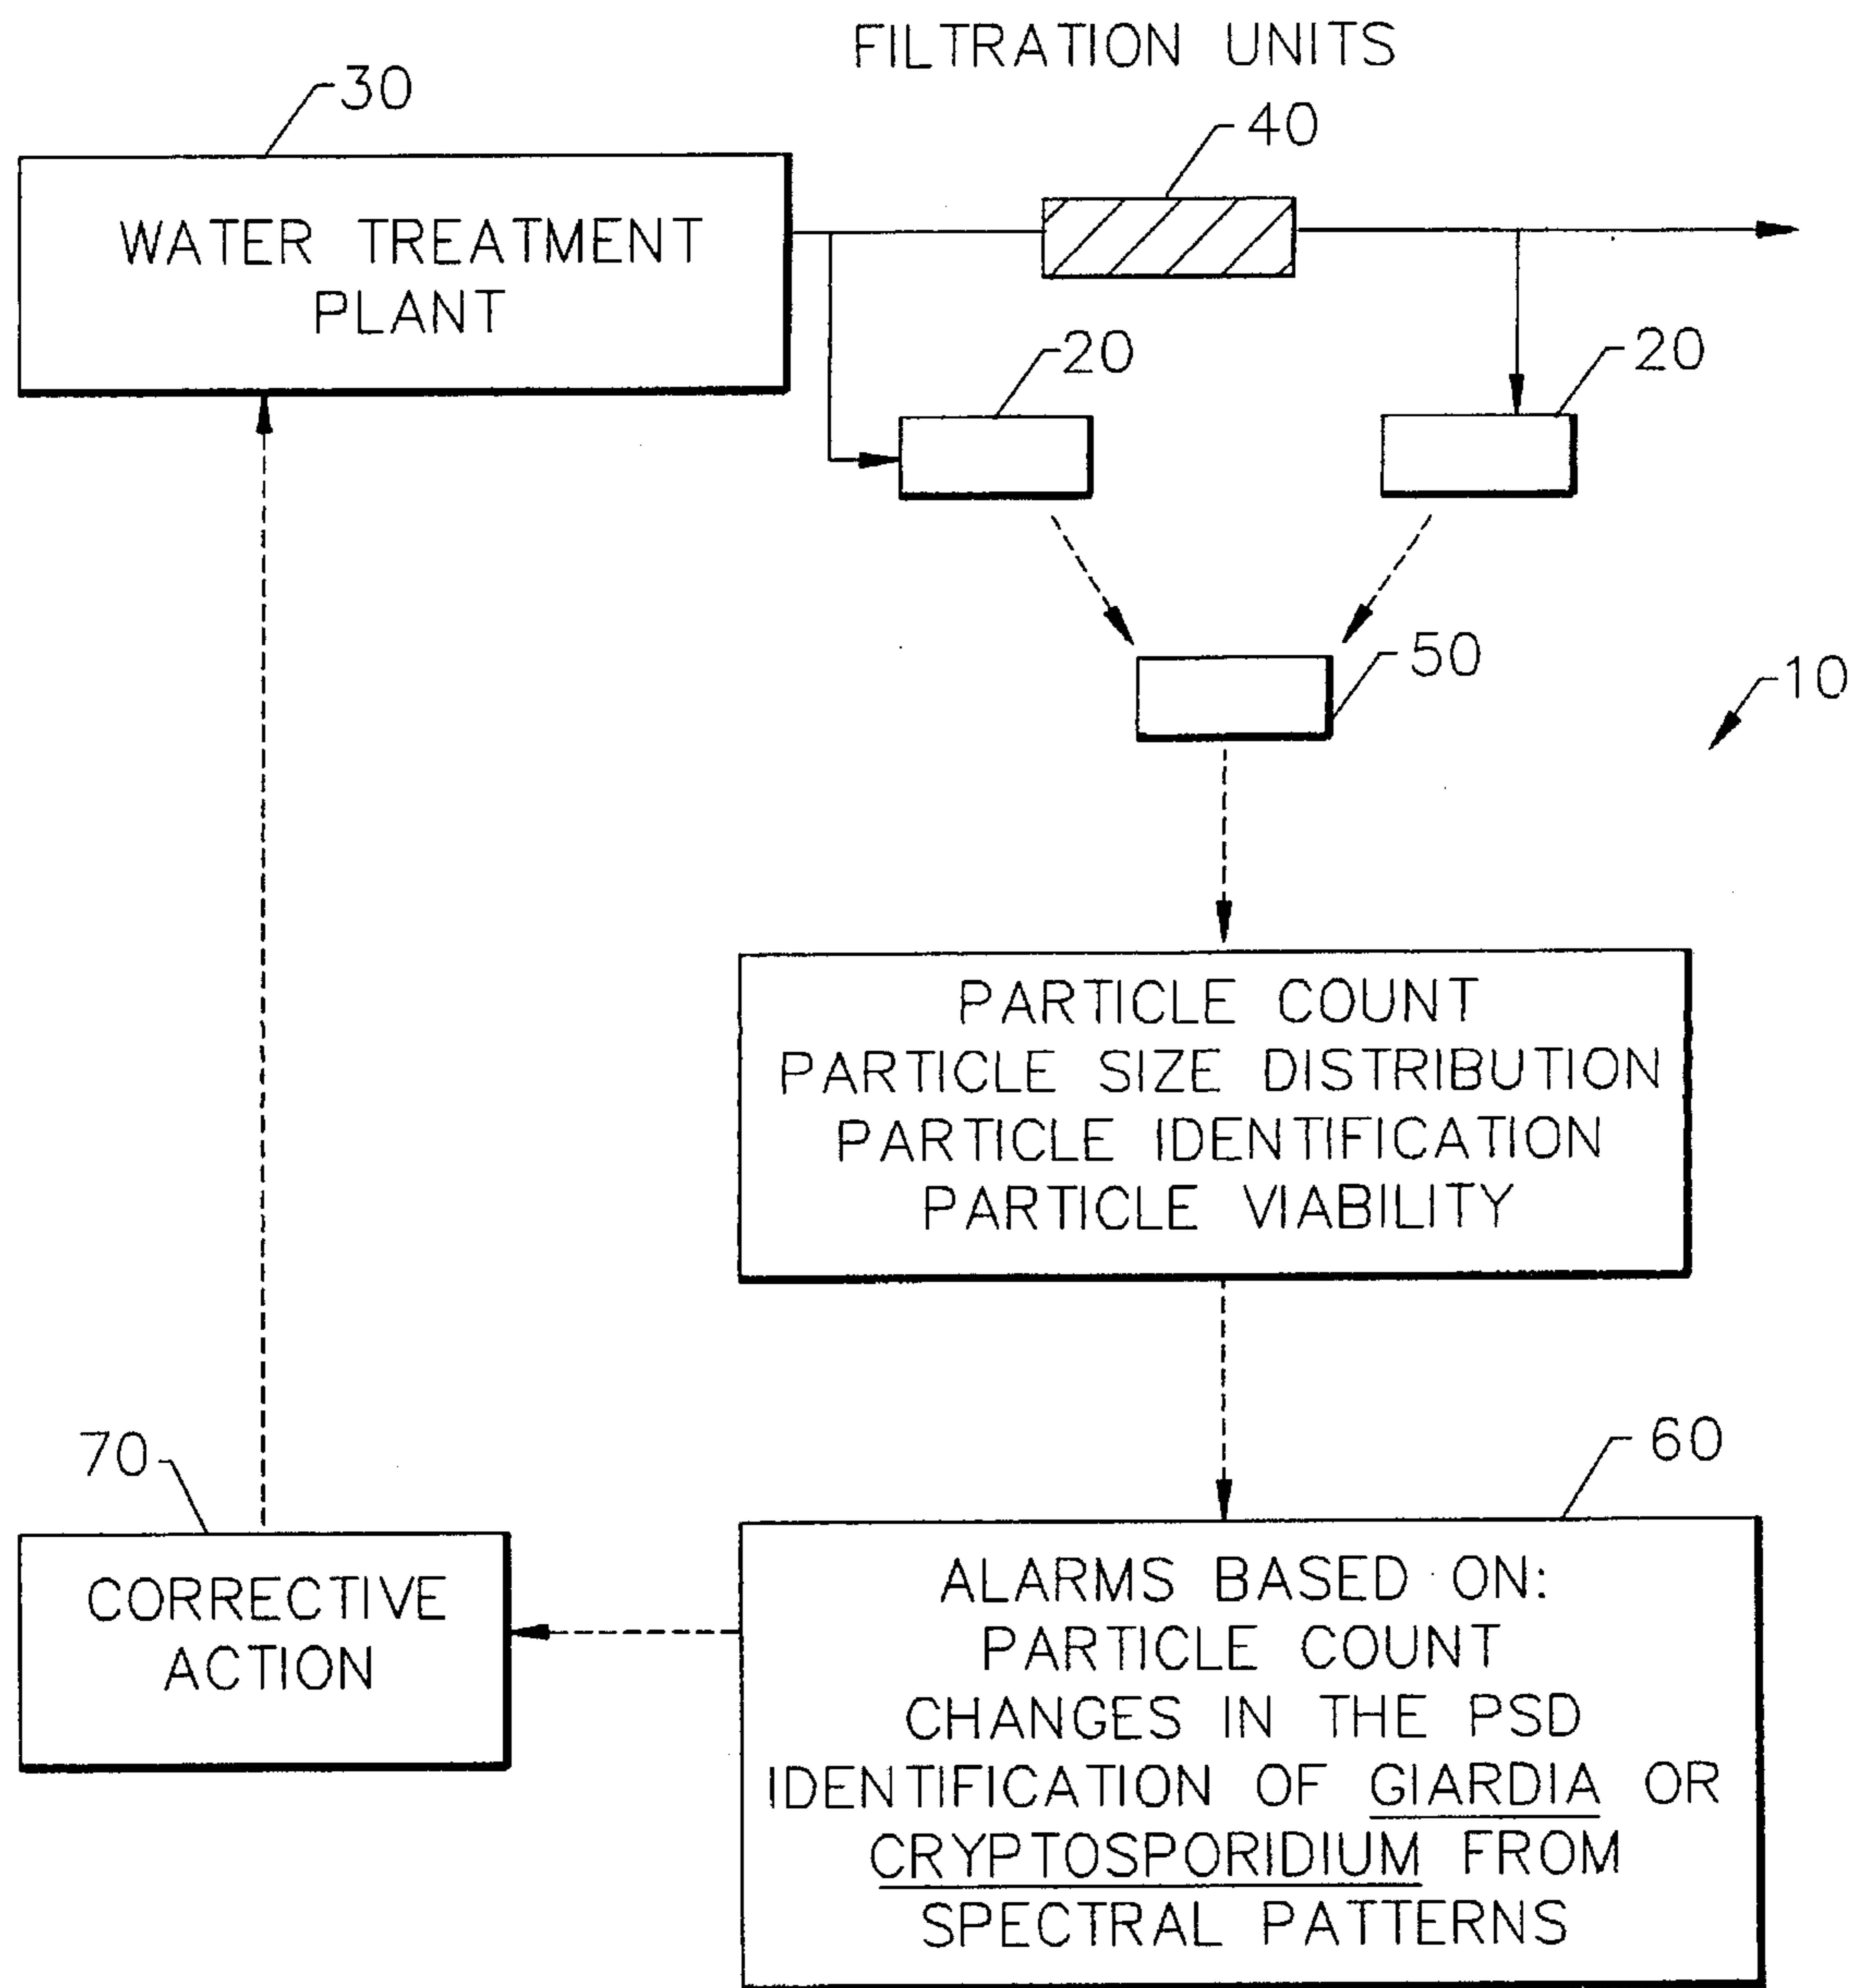 FILTRATION UNITS
30
40
WATER TREATMENT
PLANT
20
20
50
10
PARTICLE COUNT
PARTICLE SIZE DISTRIBUTION
PARTICLE IDENTIFICATION
PARTICLE VIABILITY
70
60
CORRECTIVE
ACTION
ALARMS BASED ON:
PARTICLE COUNT
CHANGES IN THE PSD
IDENTIFICATION OF GIARDIA OR
CRYPTOSPORIDIUM FROM
SPECTRAL PATTERNS